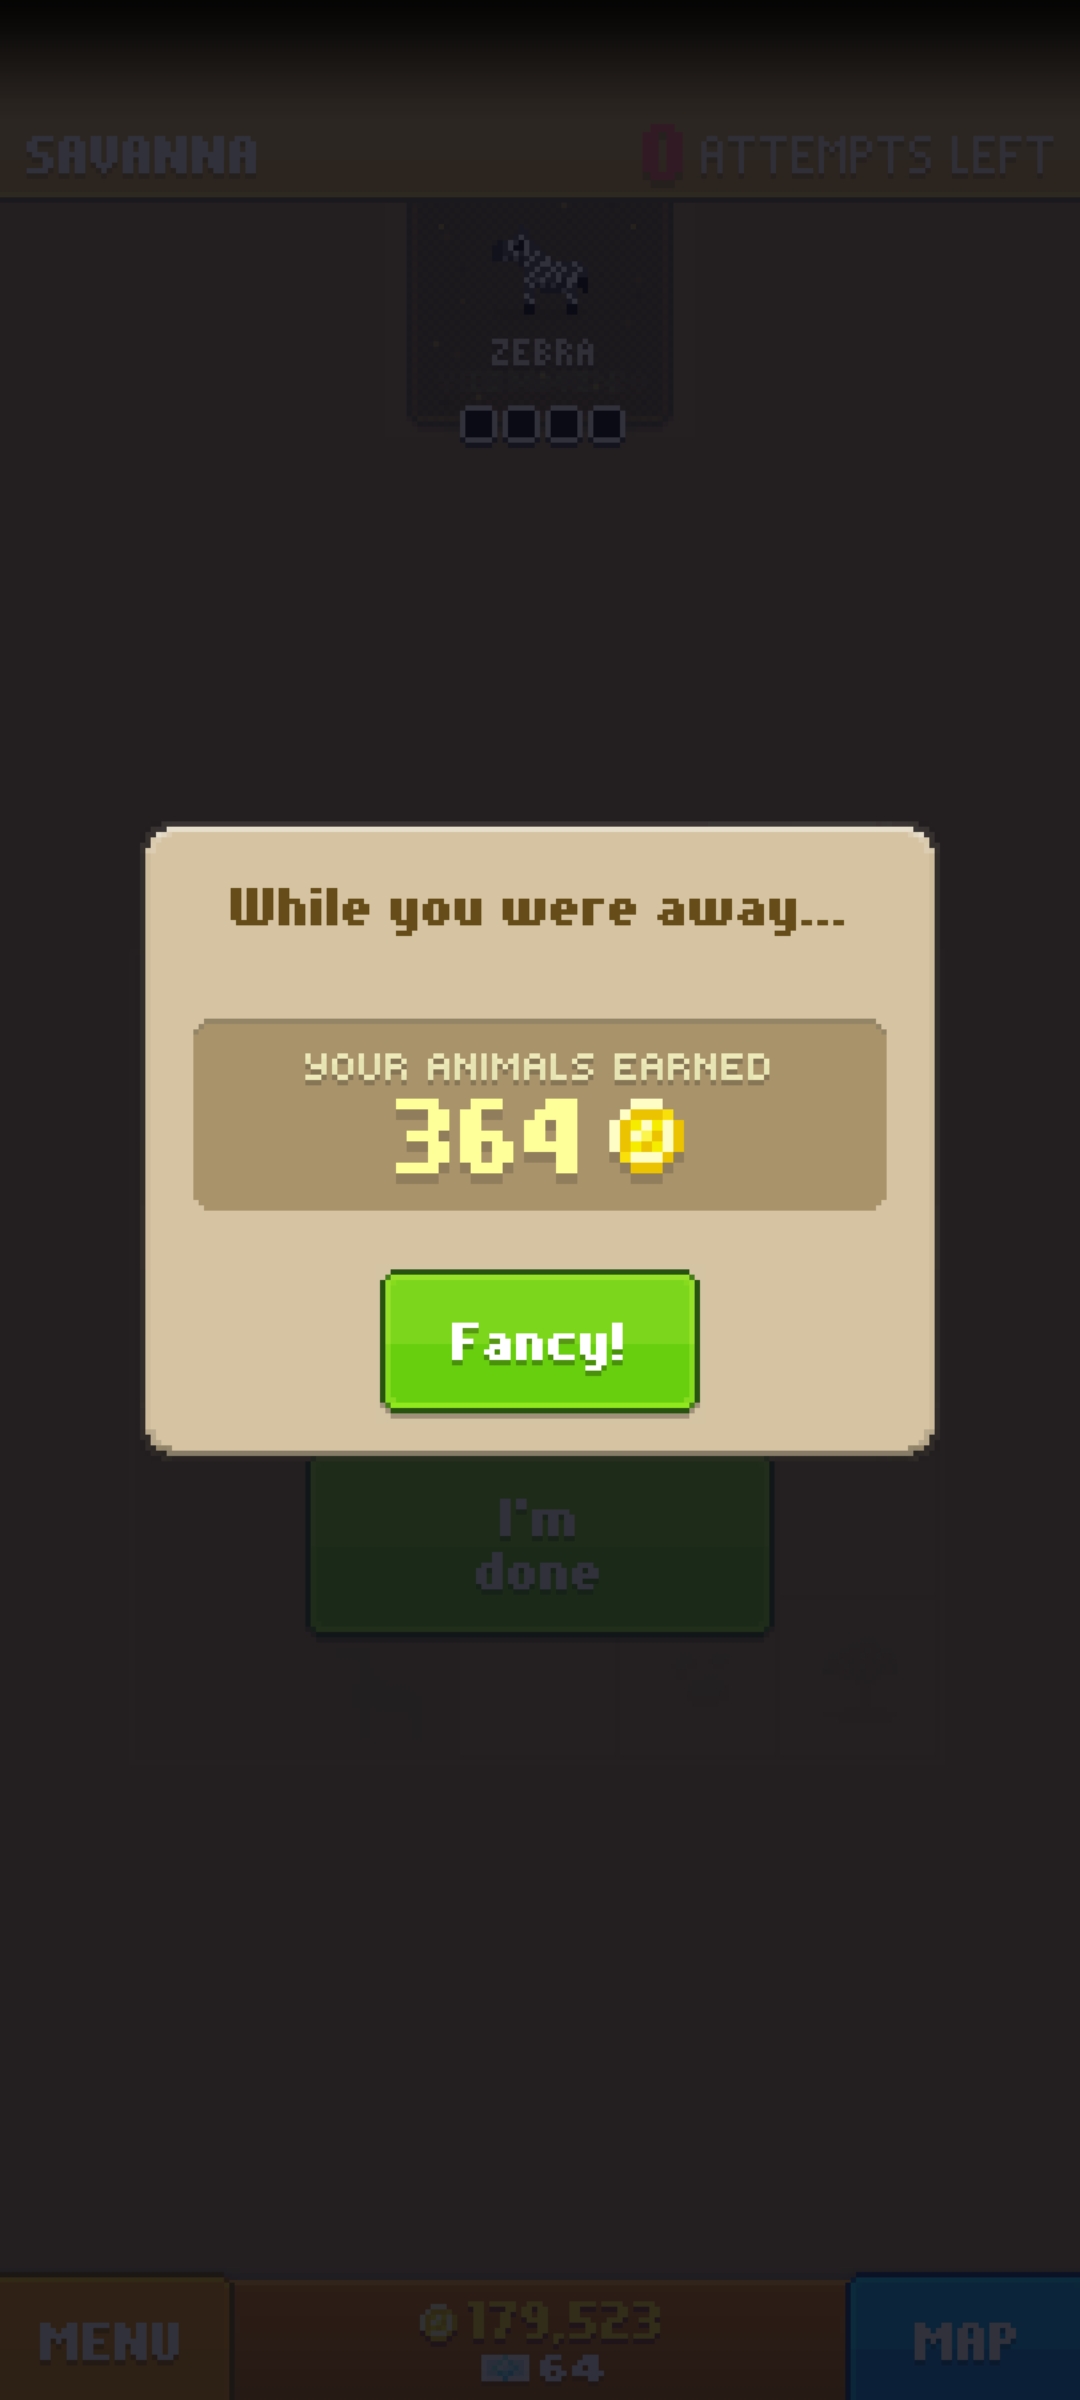 SAVANNA
0 ATTEMPTS LEFT
ZEBRA
While you were away...
YOUR ANIMALS EARNED
364
Fancy!
I'm
done
MENU
179,523
64
MAP